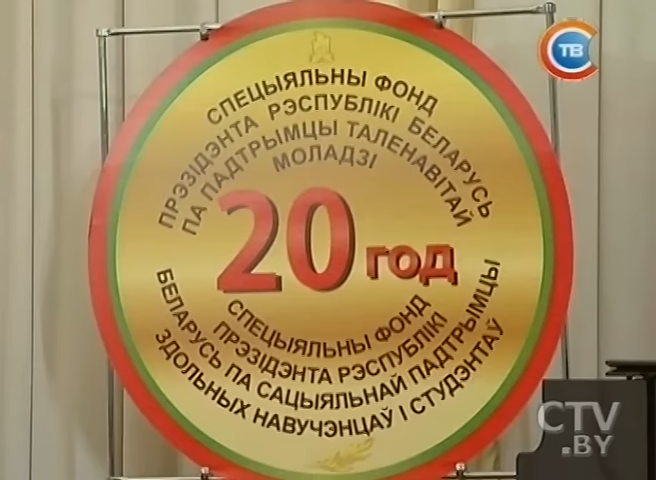 СТВ
СПЕЦЫЯЛЬНЫ ФОНД
ПРЭЗІДЭНТА РЭСПУБЛІКІ БЕЛАРУСЬ
ПА ПАДТРЫМЦЫ ТАЛЕНАВІТАЙ
МОЛАДЗІ
20 год
СПЕЦЫЯЛЬНЫ ФОНД
ПРЭЗІДЭНТА РЭСПУБЛІКІ
БЕЛАРУСЬ ПА САЦЫЯЛЬНАЙ ПАДТРЫМЦЫ
ЗДОЛЬНЫХ НАВУЧЭНЦАЎ І СТУДЭНТАЎ
CTV
.BY